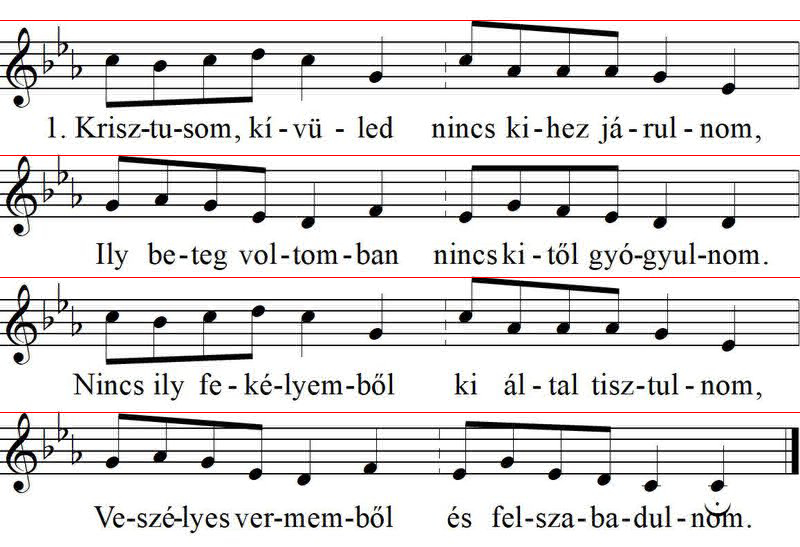 1. Krisz-tu-som, kí-vü-led nincs ki-hez já-rul-nom,
Ily be-teg vol-tom-ban nincs ki-től gyó-gyul-nom.
Nincs ily fe-ké-lyem-ből ki ál-tal tisz-tul-nom,
Ve-szé-lyes ver-mem-ből és fel-sza-ba-dul-nom.